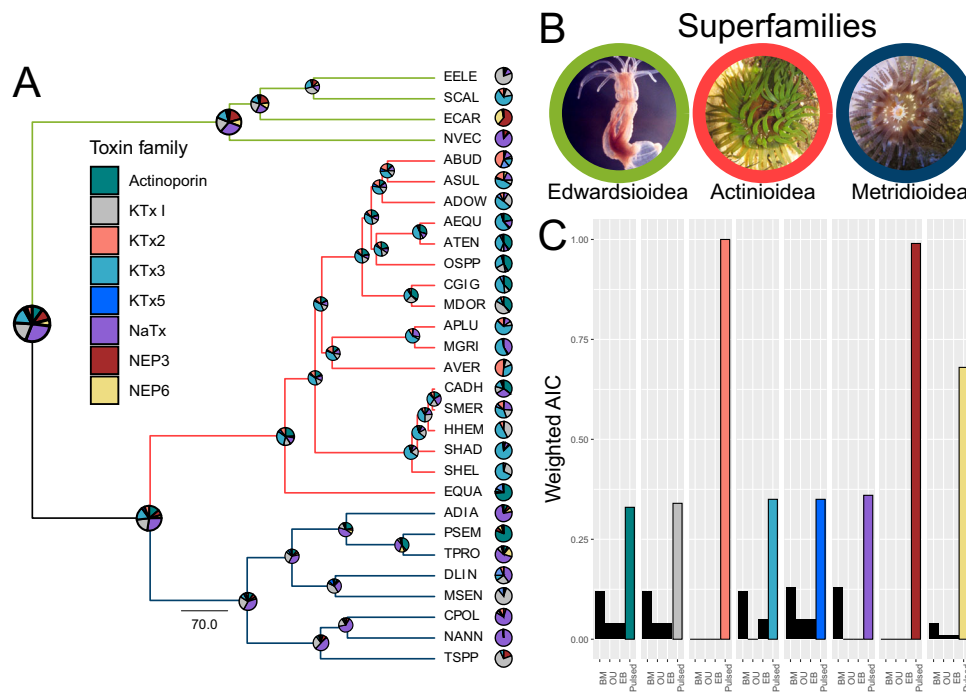 A
Toxin family
Actinoporin
KTx I
KTx2
KTx3
KTx5
NaTx
NEP3
NEP6
70.0
EELE
SCAL
ECAR
NVEC
ABUD
ASUL
ADOW
AEQU
ATEN
OSPP
CGIG
MDOR
APLU
MGRI
AVER
CADH
SMER
HHEM
SHAD
SHEL
EQUA
ADIA
PSEM
TPRO
DLIN
MSEN
CPOL
NANN
TSPP
B
Superfamilies
Edwardsioidea
Actinioidea
Metridioidea
C
Weighted AIC
1.00
0.75
0.50
0.25
0.00
BM OU EB Pulsed BM OU EB Pulsed BM OU EB Pulsed BM OU EB Pulsed BM OU EB Pulsed BM OU EB Pulsed BM OU EB Pulsed BM OU EB Pulsed